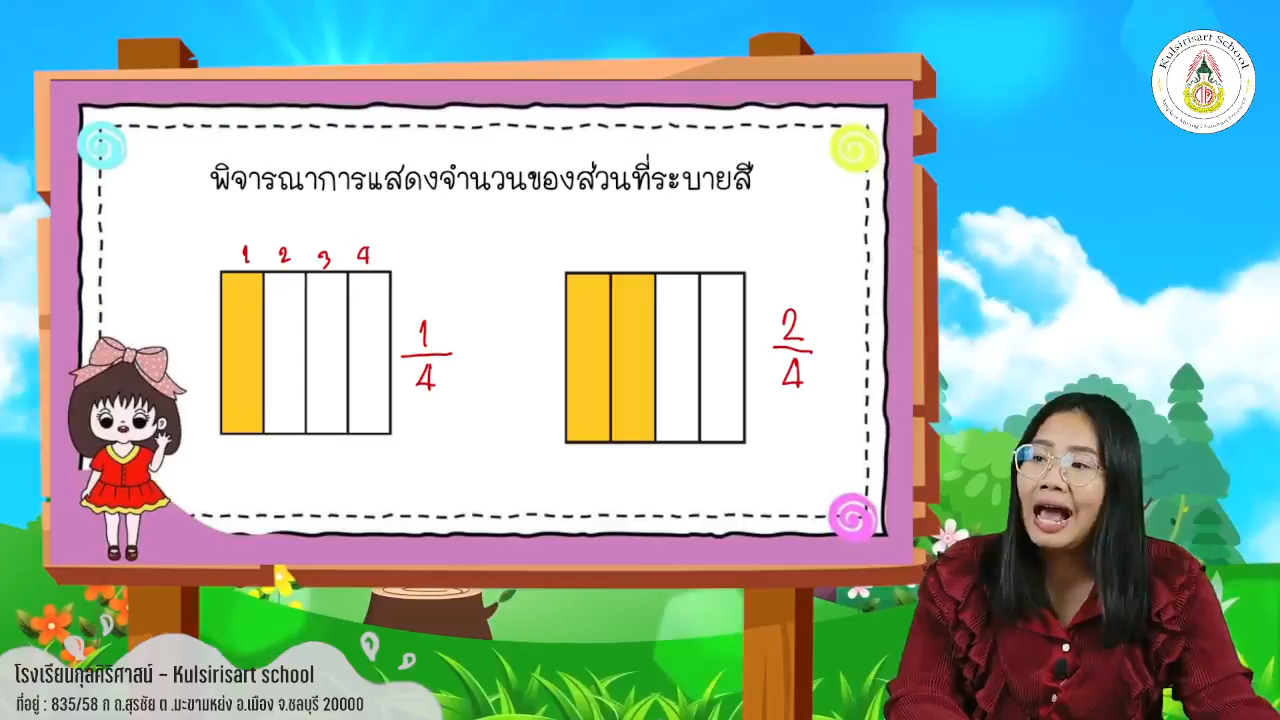 Kulsirisart School
พิจารณาการแสดงจำนวนของส่วนที่ระบายสี
1 2 3 4
1
4
2
4
โรงเรียนกุลศิริศาสน์ - Kulsirisart school
ที่อยู่ : 835/58 ก ถ.สุรชัย ต .มะขามหย่ง อ.เมือง จ.ชลบุรี 20000